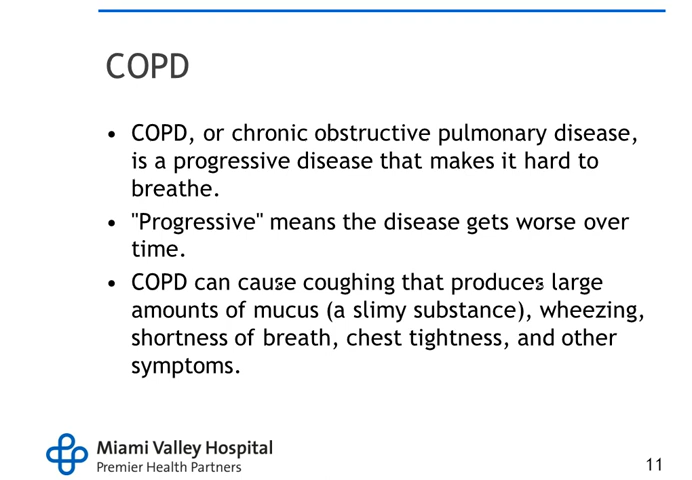 COPD
• COPD, or chronic obstructive pulmonary disease,
is a progressive disease that makes it hard to
breathe.
• "Progressive" means the disease gets worse over
time.
• COPD can cause coughing that produces large
amounts of mucus (a slimy substance), wheezing,
shortness of breath, chest tightness, and other
symptoms.
Miami Valley Hospital
Premier Health Partners
11